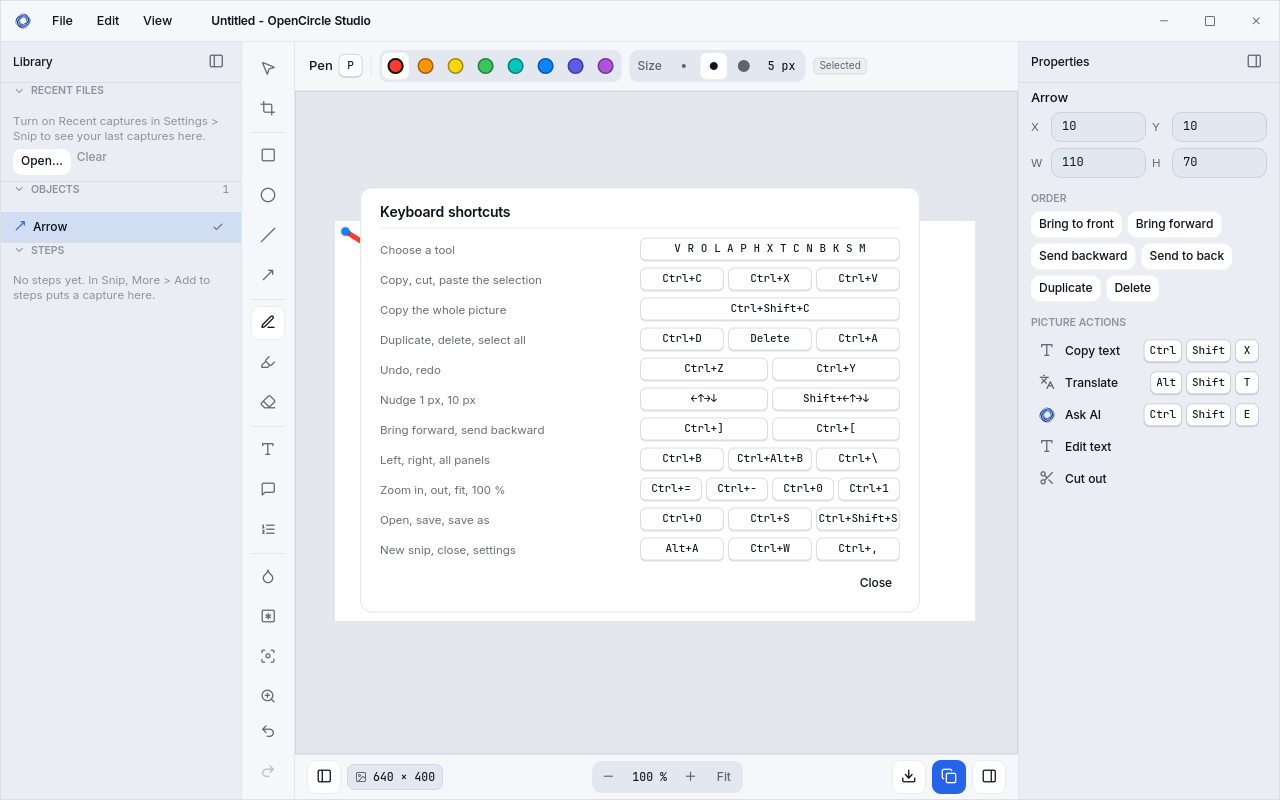 File Edit View Untitled - OpenCircle Studio
Library
RECENT FILES
Turn on Recent captures in Settings >
Snip to see your last captures here.
Open... Clear
OBJECTS 1
Arrow
STEPS
No steps yet. In Snip, More > Add to
steps puts a capture here.
Pen P Size 5 px Selected
Keyboard shortcuts
Choose a tool V R O L A P H X T C N B K S M
Copy, cut, paste the selection Ctrl+C Ctrl+X Ctrl+V
Copy the whole picture Ctrl+Shift+C
Duplicate, delete, select all Ctrl+D Delete Ctrl+A
Undo, redo Ctrl+Z Ctrl+Y
Nudge 1 px, 10 px ←↑→↓ Shift+←↑→↓
Bring forward, send backward Ctrl+] Ctrl+[
Left, right, all panels Ctrl+B Ctrl+Alt+B Ctrl+\
Zoom in, out, fit, 100 % Ctrl+= Ctrl+- Ctrl+0 Ctrl+1
Open, save, save as Ctrl+O Ctrl+S Ctrl+Shift+S
New snip, close, settings Alt+A Ctrl+W Ctrl+,
Close
640 × 400 − 100 % + Fit
Properties
Arrow
X 10 Y 10
W 110 H 70
ORDER
Bring to front Bring forward
Send backward Send to back
Duplicate Delete
PICTURE ACTIONS
Copy text Ctrl Shift X
Translate Alt Shift T
Ask AI Ctrl Shift E
Edit text
Cut out